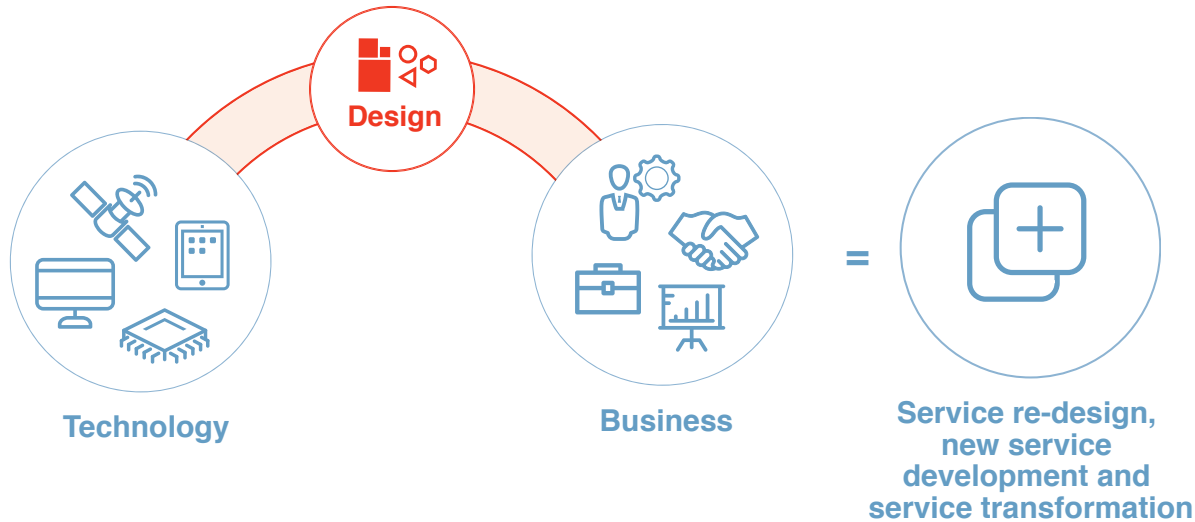 Design
Technology
Business
=
Service re-design,
new service
development and
service transformation